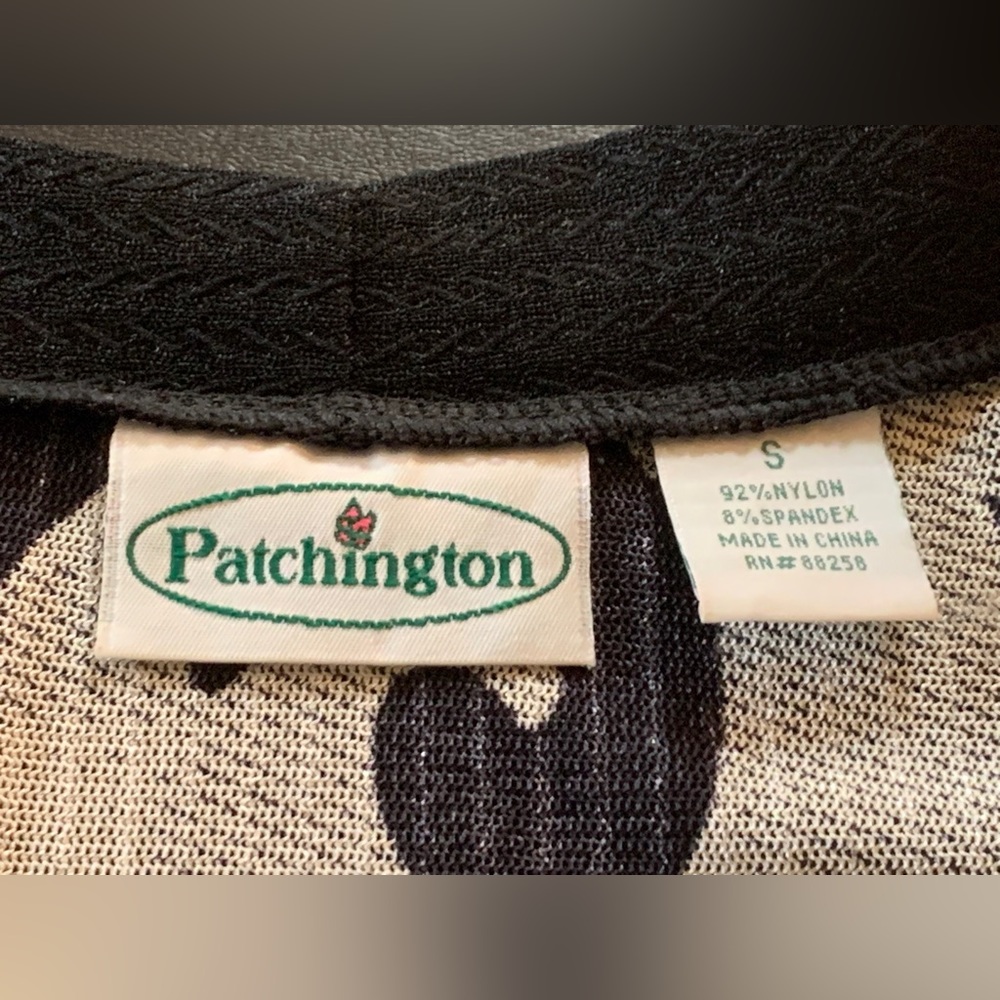 Patchington
S
92%NYLON
8%SPANDEX
MADE IN CHINA
RN#88258